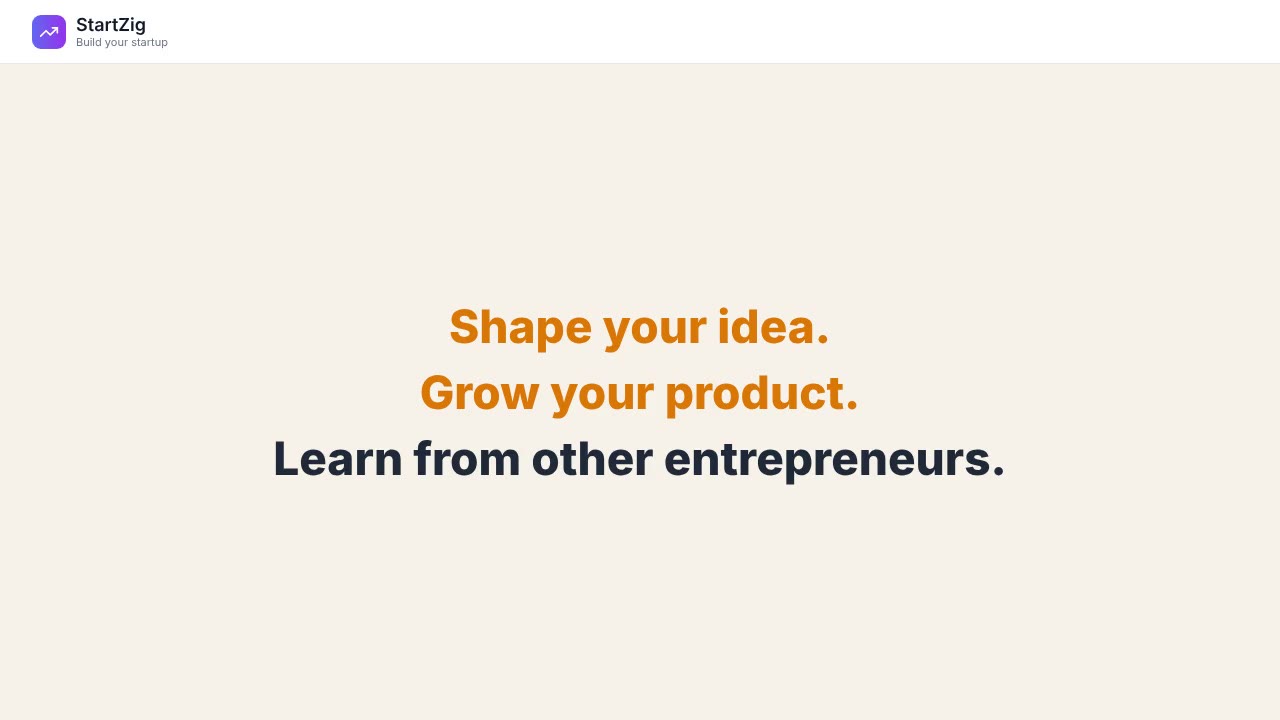 StartZig
Build your startup
Shape your idea.
Grow your product.
Learn from other entrepreneurs.